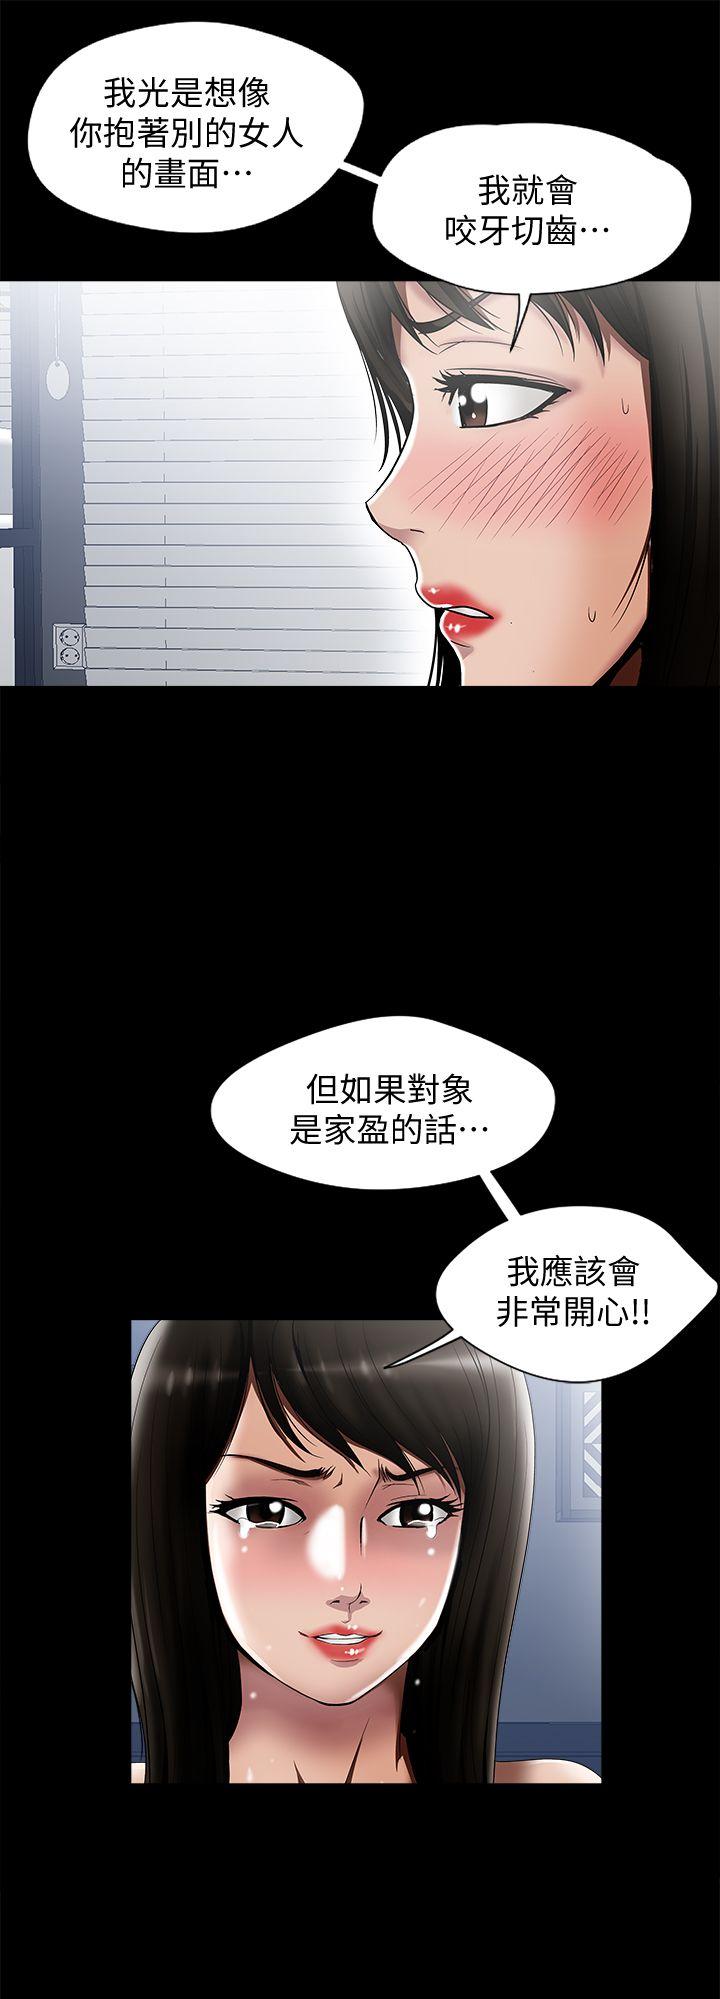 我光是想像
你抱著別的女人
的畫面…
我就會
咬牙切齒…
但如果對象
是家盈的話…
我應該會
非常開心!!